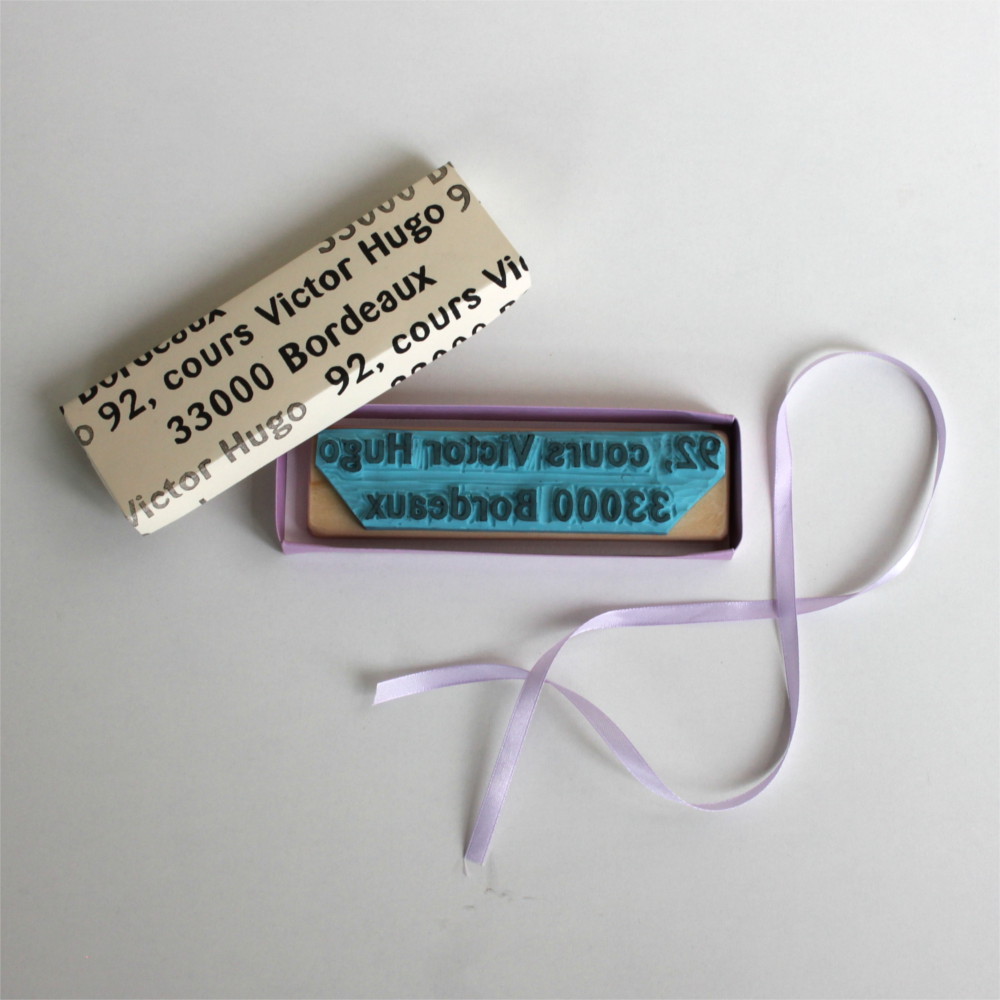 33000 B
Bordeaux
92, cours Victor Hugo 9
33000 Bordeaux
92, cours Vi
o
Victor Hugo
33000
92, cours Victor Hugo
33000 Bordeaux